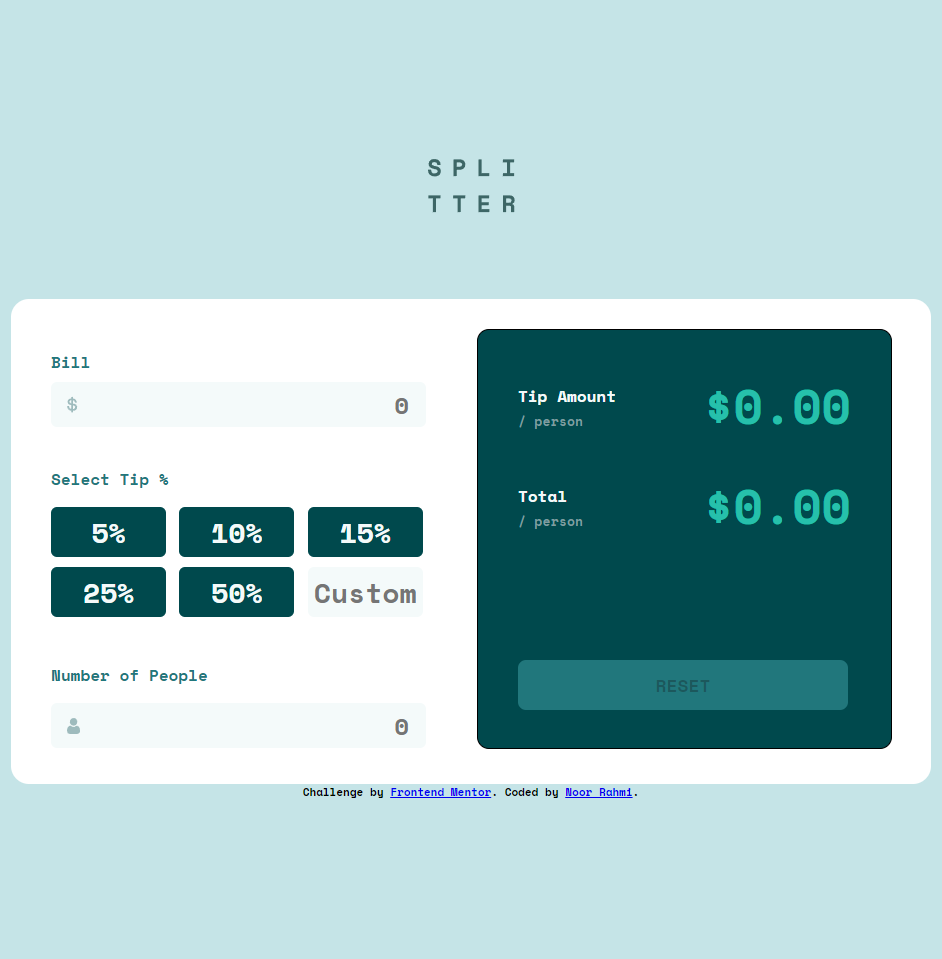 SPLI
TTER
Bill
$ 0
Select Tip %
5% 10% 15%
25% 50% Custom
Number of People
0
Tip Amount $0.00
/ person
Total $0.00
/ person
RESET
Challenge by Frontend Mentor. Coded by Noor Rahmi.